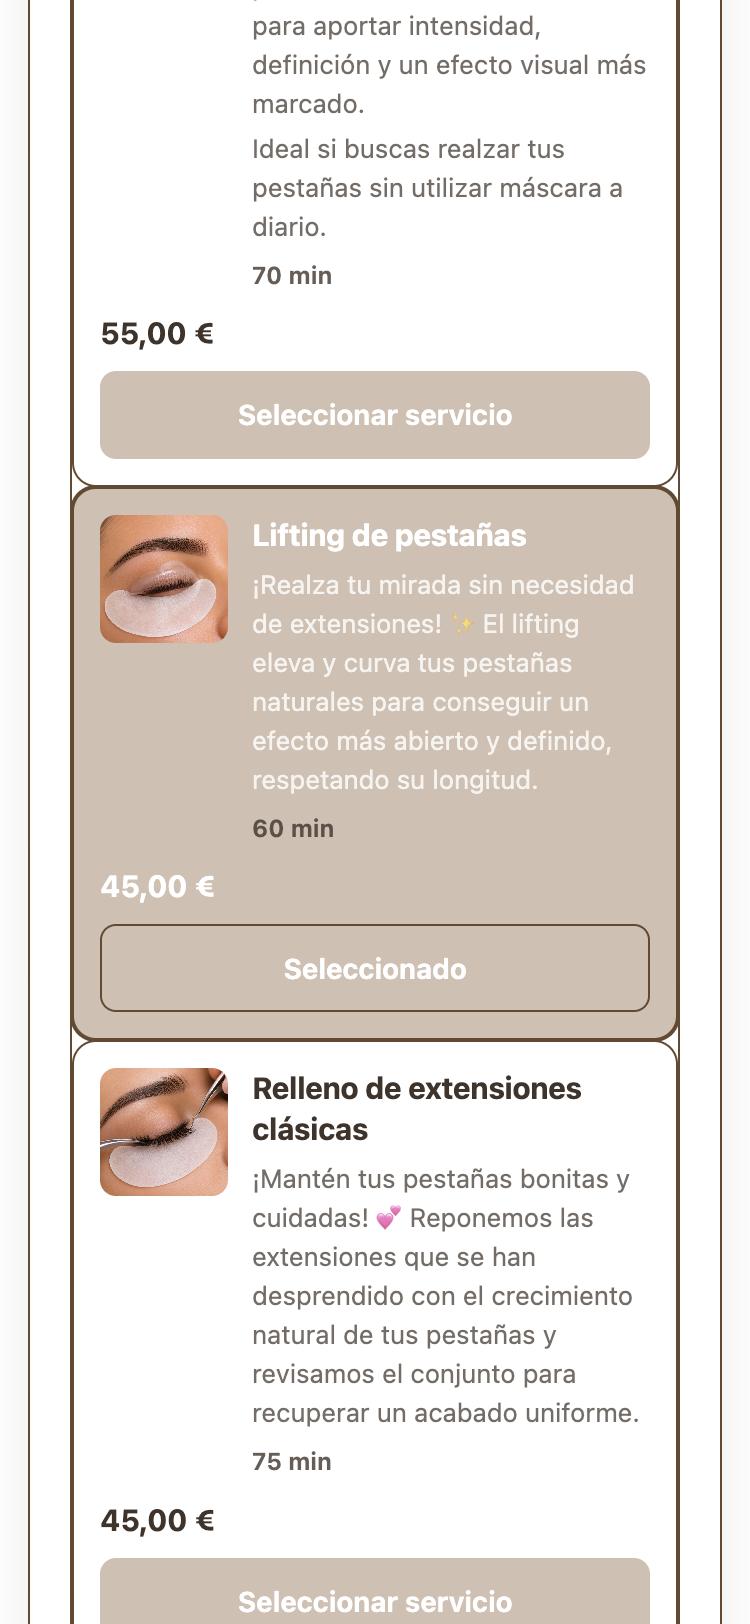 para aportar intensidad,
definición y un efecto visual más
marcado.
Ideal si buscas realzar tus
pestañas sin utilizar máscara a
diario.
70 min
55,00 €
Seleccionar servicio
Lifting de pestañas
¡Realza tu mirada sin necesidad
de extensiones! ✨ El lifting
eleva y curva tus pestañas
naturales para conseguir un
efecto más abierto y definido,
respetando su longitud.
60 min
45,00 €
Seleccionado
Relleno de extensiones
clásicas
¡Mantén tus pestañas bonitas y
cuidadas! 💕 Reponemos las
extensiones que se han
desprendido con el crecimiento
natural de tus pestañas y
revisamos el conjunto para
recuperar un acabado uniforme.
75 min
45,00 €
Seleccionar servicio